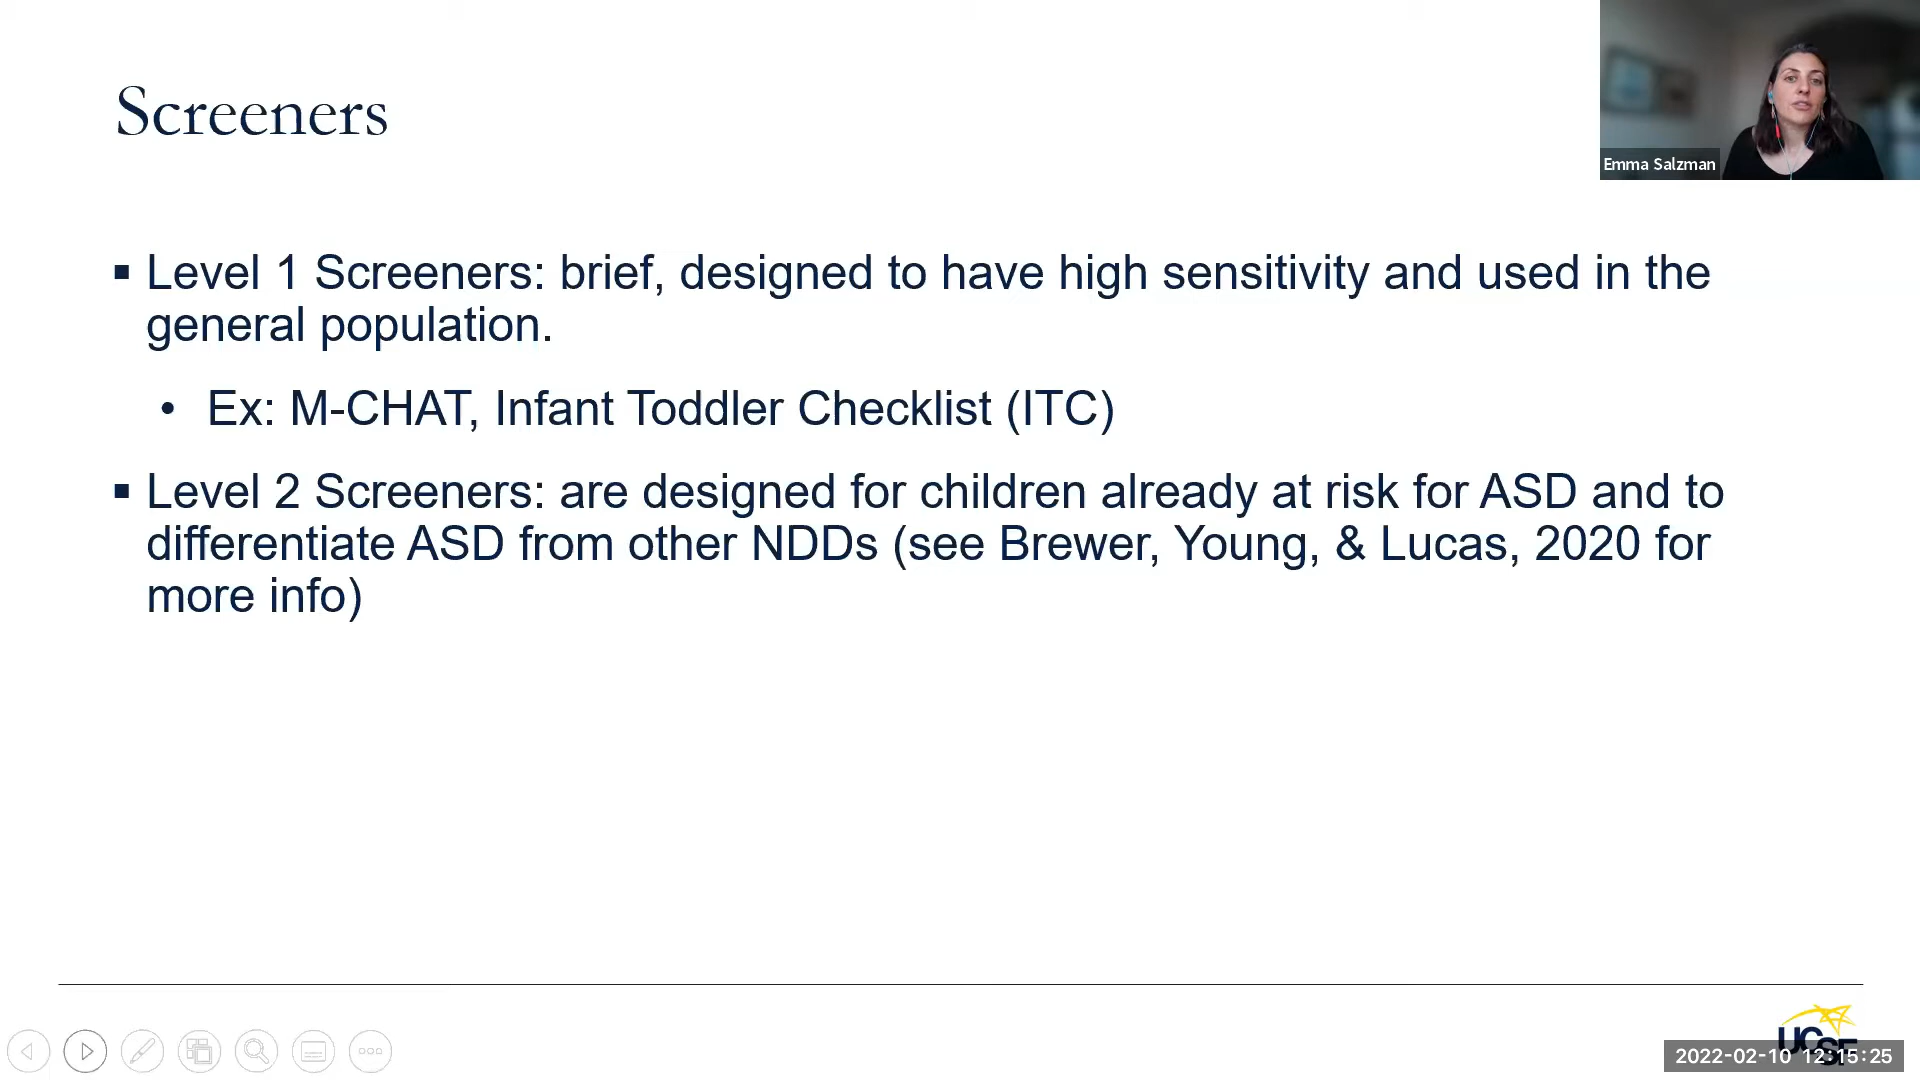 Screeners
Emma Salzman
▪ Level 1 Screeners: brief, designed to have high sensitivity and used in the
general population.
• Ex: M-CHAT, Infant Toddler Checklist (ITC)
▪ Level 2 Screeners: are designed for children already at risk for ASD and to
differentiate ASD from other NDDs (see Brewer, Young, & Lucas, 2020 for
more info)
UCSF
2022-02-10 12:15:25